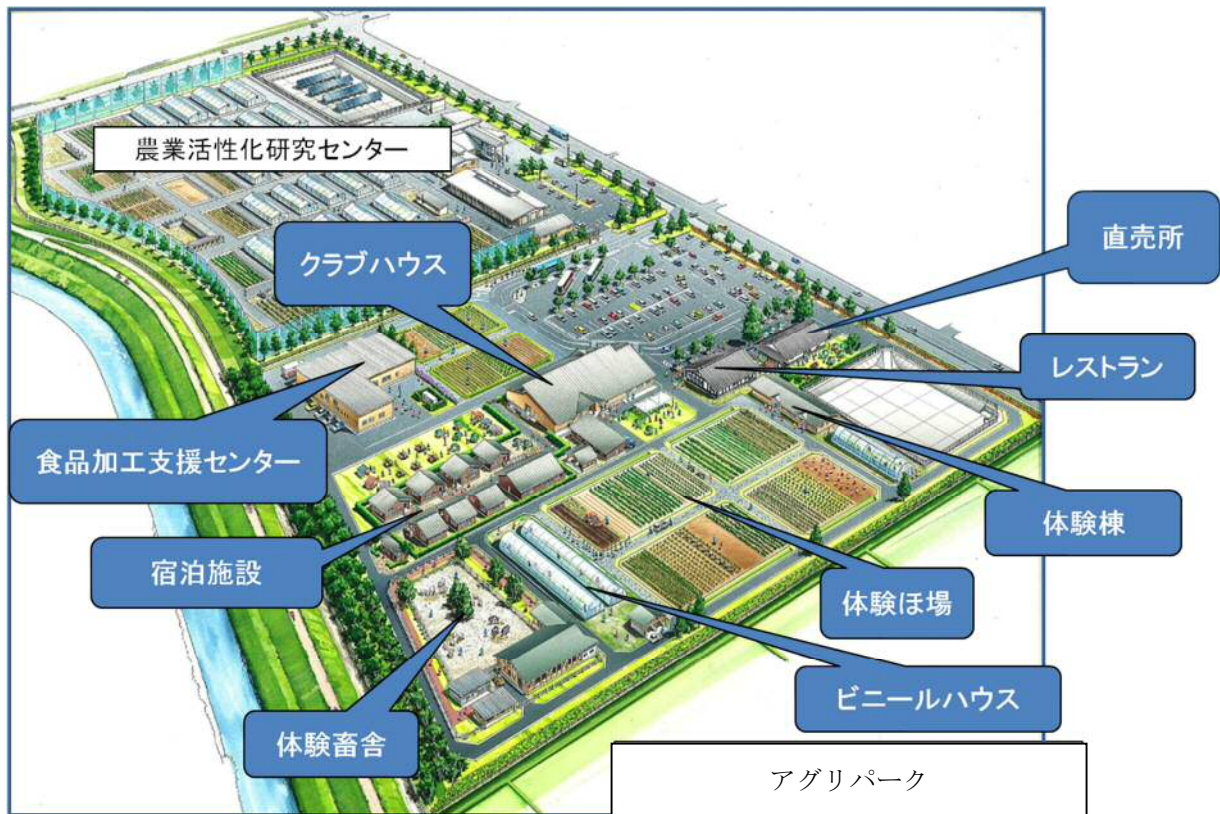 農業活性化研究センター
クラブハウス
直売所
レストラン
食品加工支援センター
体験棟
宿泊施設
体験ほ場
ビニールハウス
体験畜舎
アグリパーク